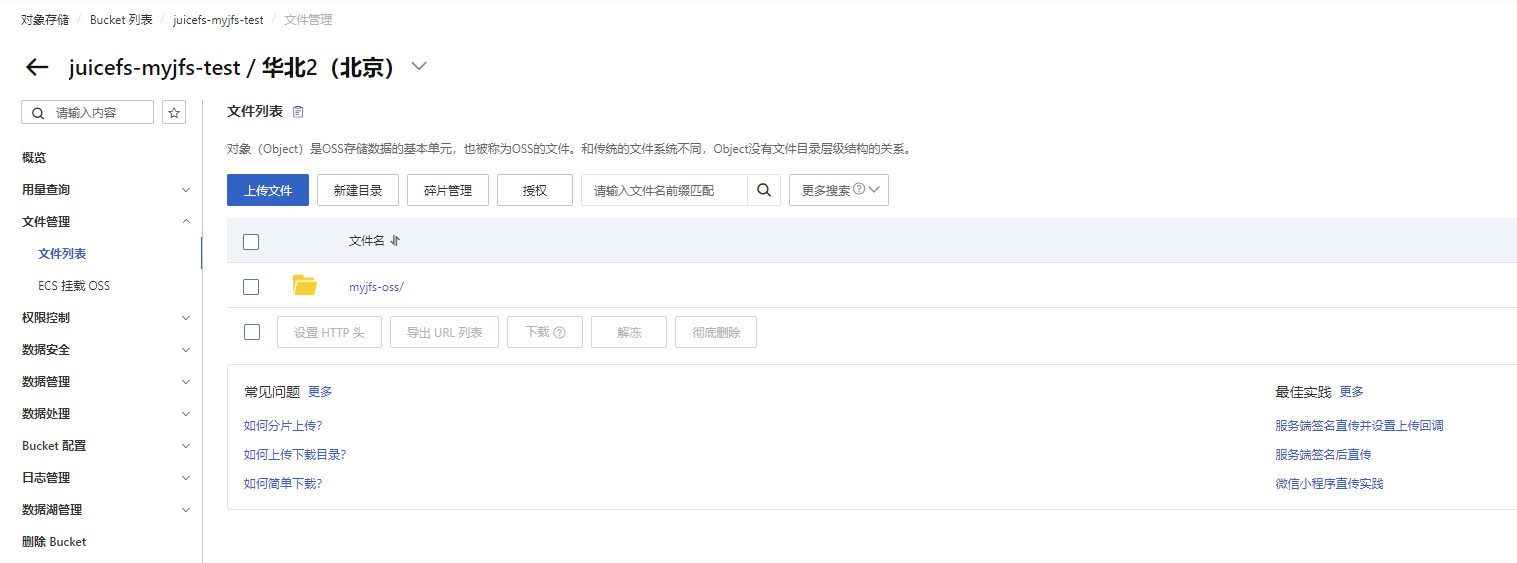 对象存储 / Bucket 列表 / juicefs-myjfs-test / 文件管理
juicefs-myjfs-test / 华北2（北京）
请输入内容
概览
用量查询
文件管理
文件列表
ECS 挂载 OSS
权限控制
数据安全
数据管理
数据处理
Bucket 配置
日志管理
数据湖管理
删除 Bucket
文件列表
对象（Object）是OSS存储数据的基本单元，也被称为OSS的文件。和传统的文件系统不同，Object没有文件目录层级结构的关系。
上传文件 新建目录 碎片管理 授权 请输入文件名前缀匹配 更多搜索
文件名
myjfs-oss/
设置 HTTP 头 导出 URL 列表 下载 解冻 彻底删除
常见问题 更多
如何分片上传？
如何上传下载目录？
如何简单下载？
最佳实践 更多
服务端签名直传并设置上传回调
服务端签名后直传
微信小程序直传实践